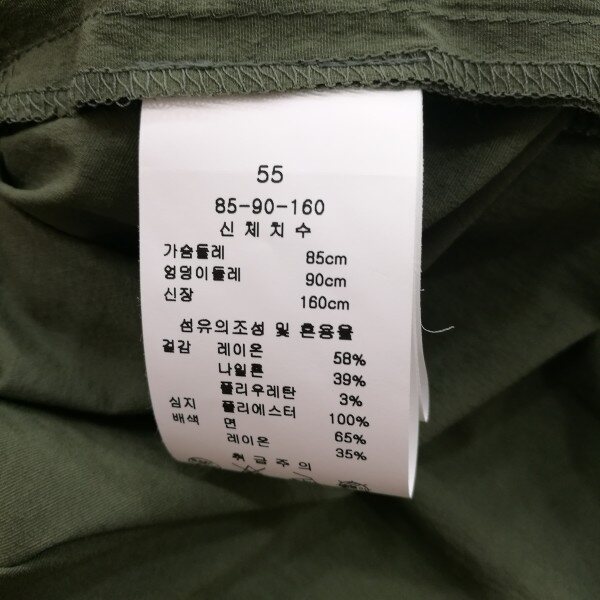 55
85-90-160
신체치수
가슴둘레 85cm
엉덩이둘레 90cm
신장 160cm
섬유의조성 및 혼용율
겉감 레이온 58%
나일론 39%
폴리우레탄 3%
심지 폴리에스터 100%
배색 면 65%
레이온 35%
취급주의